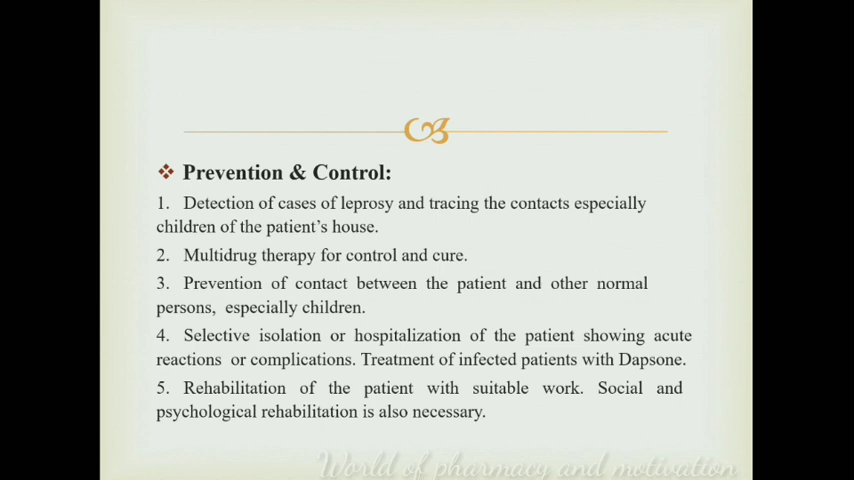 Prevention & Control:
1. Detection of cases of leprosy and tracing the contacts especially
children of the patient's house.
2. Multidrug therapy for control and cure.
3. Prevention of contact between the patient and other normal
persons, especially children.
4. Selective isolation or hospitalization of the patient showing acute
reactions or complications. Treatment of infected patients with Dapsone.
5. Rehabilitation of the patient with suitable work. Social and
psychological rehabilitation is also necessary.
World of pharmacy and motivation